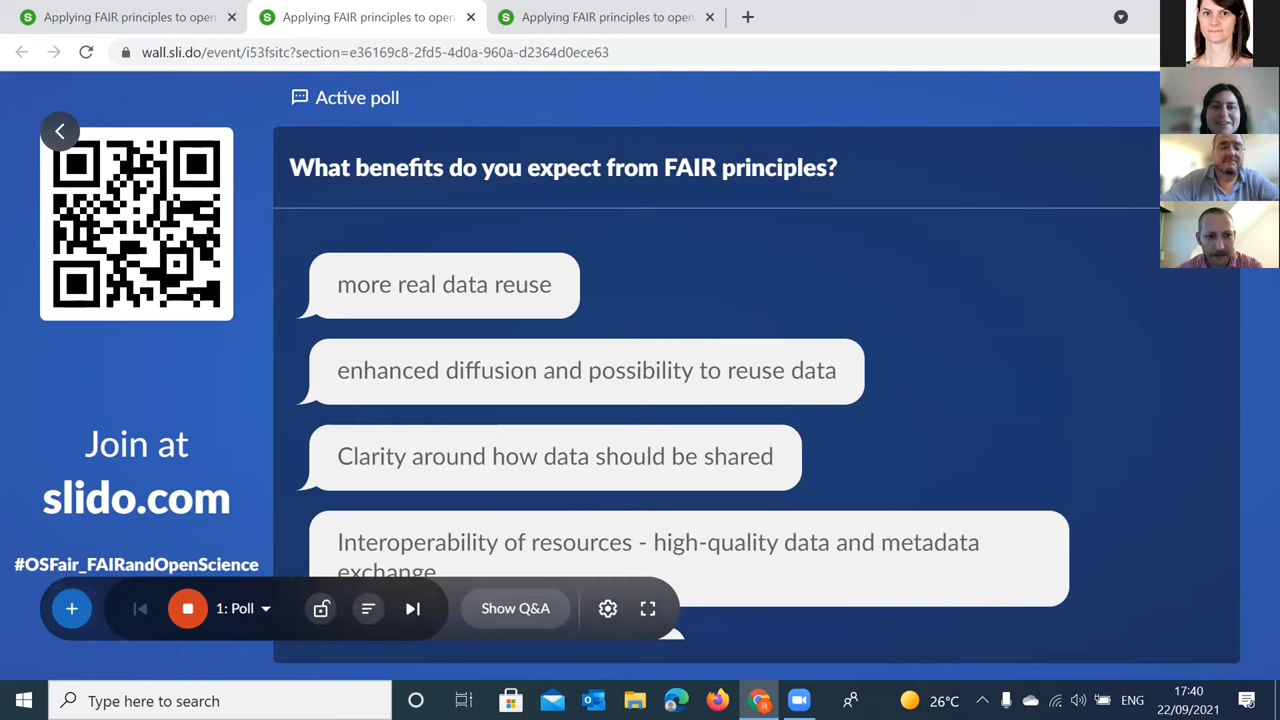 Applying FAIR principles to open
Applying FAIR principles to open
Applying FAIR principles to open
wall.sli.do/event/i53fsitc?section=e36169c8-2fd5-4d0a-960a-d2364d0ece63
Active poll
What benefits do you expect from FAIR principles?
more real data reuse
enhanced diffusion and possibility to reuse data
Clarity around how data should be shared
Interoperability of resources - high-quality data and metadata
exchange
Join at
slido.com
#OSFair_FAIRandOpenScience
1: Poll
Show Q&A
Type here to search
26°C
ENG
17:40
22/09/2021